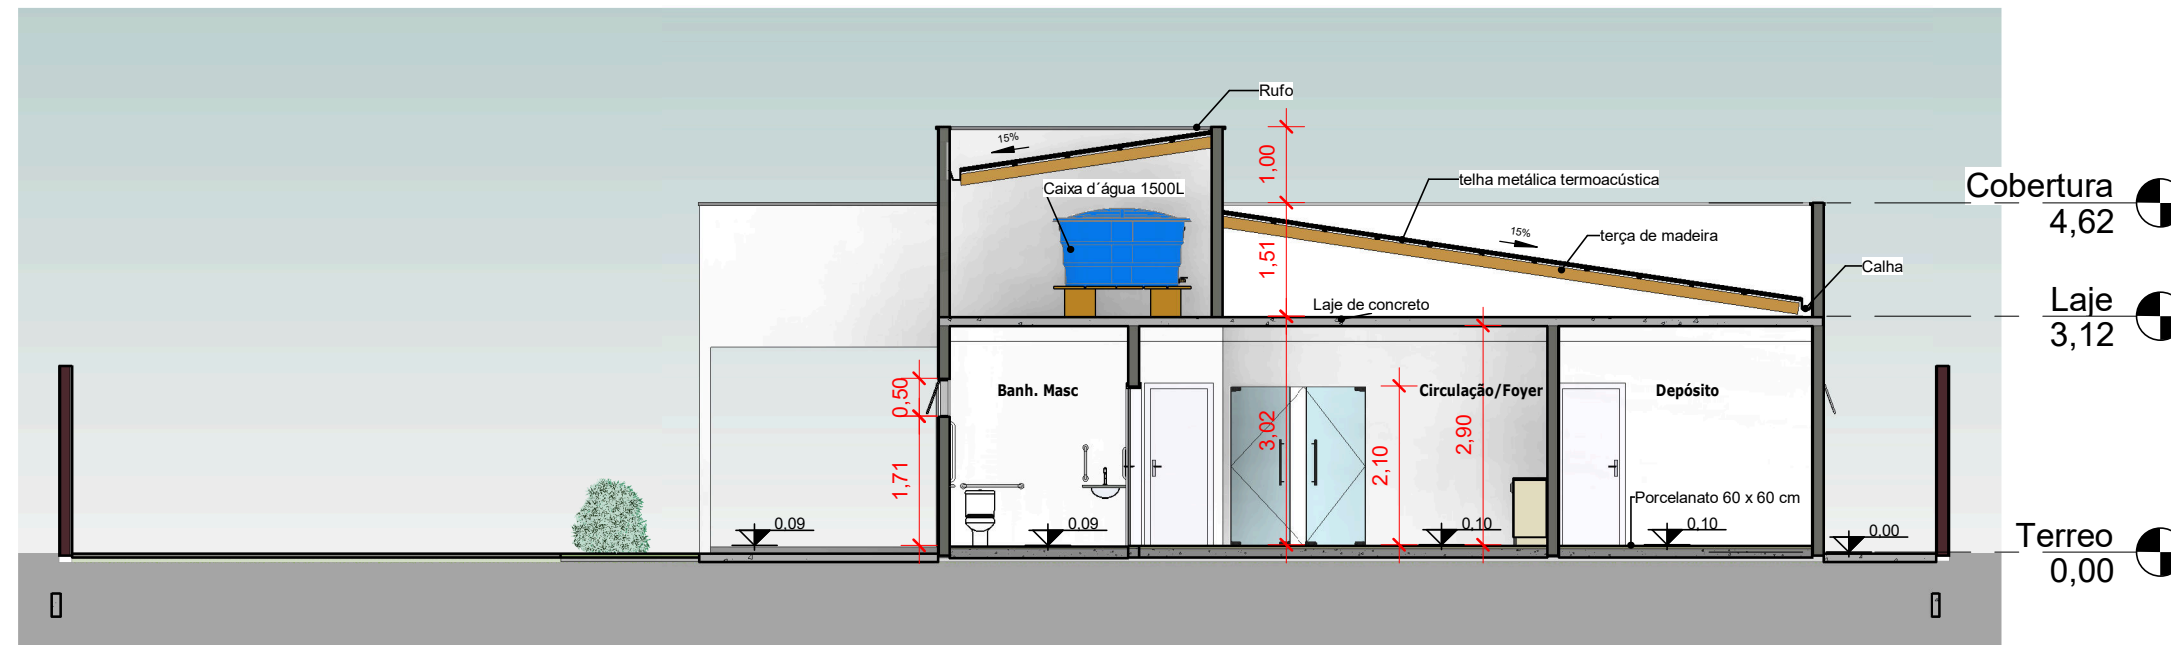 Rufo
15%
1,00
Caixa d´água 1500L
telha metálica termoacústica
Cobertura
4,62
15%
terça de madeira
1,51
Calha
Laje de concreto
Laje
3,12
0,50
Banh. Masc
Circulação/Foyer
Depósito
3,02
2,90
2,10
1,71
Porcelanato 60 x 60 cm
0,09
0,09
0,10
0,10
0,00
Terreo
0,00